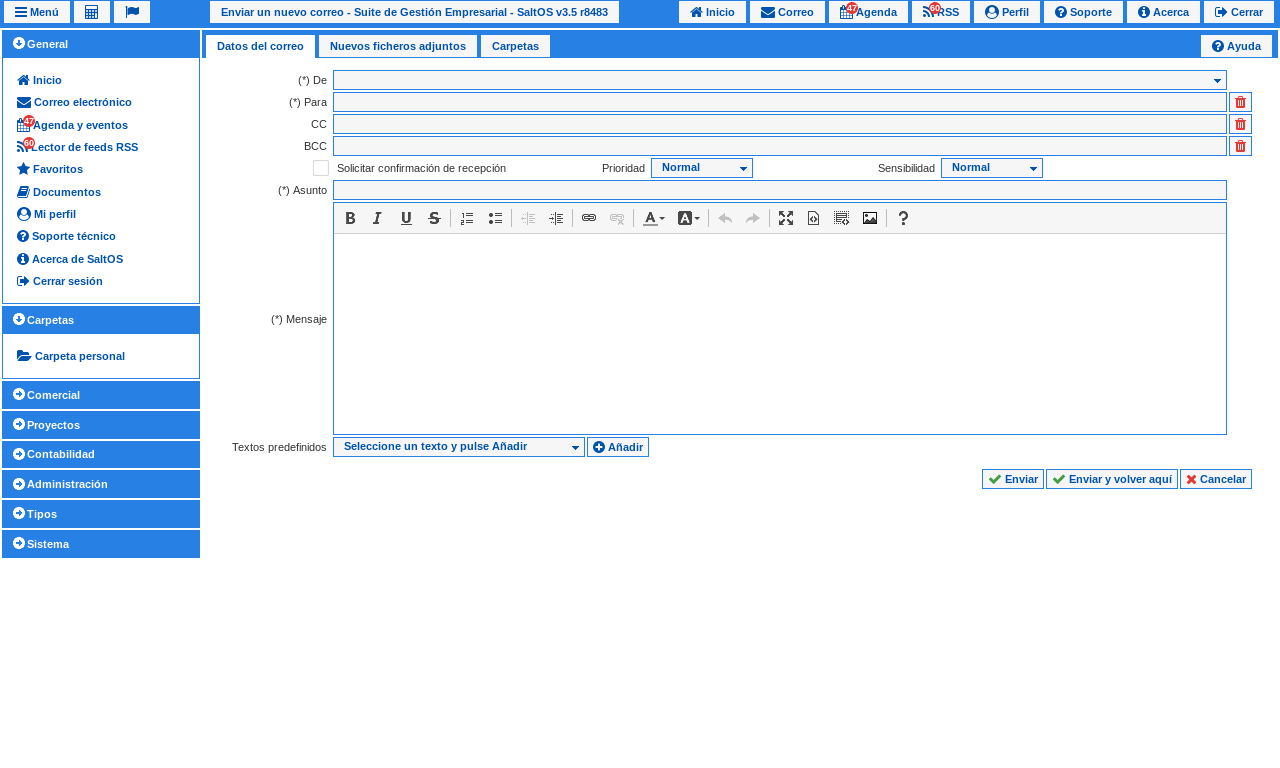 Menú
Enviar un nuevo correo - Suite de Gestión Empresarial - SaltOS v3.5 r8483
Inicio
Correo
47 Agenda
60 RSS
Perfil
Soporte
Acerca
Cerrar
General
Inicio
Correo electrónico
47 Agenda y eventos
60 Lector de feeds RSS
Favoritos
Documentos
Mi perfil
Soporte técnico
Acerca de SaltOS
Cerrar sesión
Carpetas
Carpeta personal
Comercial
Proyectos
Contabilidad
Administración
Tipos
Sistema
Datos del correo
Nuevos ficheros adjuntos
Carpetas
Ayuda
(*) De
(*) Para
CC
BCC
Solicitar confirmación de recepción
Prioridad
Normal
Sensibilidad
Normal
(*) Asunto
(*) Mensaje
Textos predefinidos
Seleccione un texto y pulse Añadir
Añadir
Enviar
Enviar y volver aquí
Cancelar